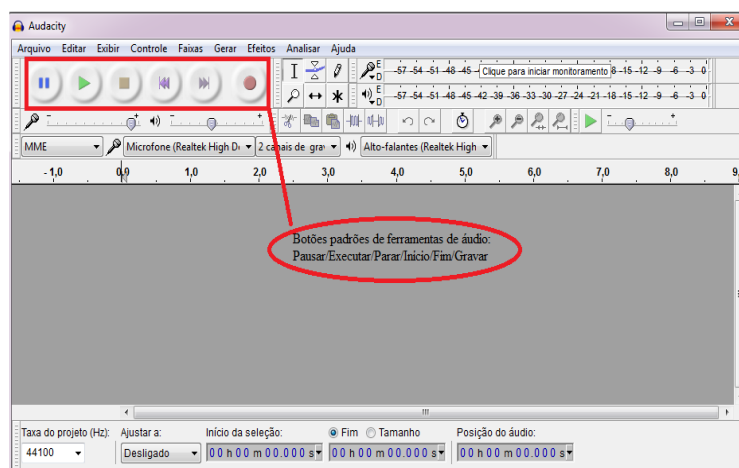 Audacity
Arquivo Editar Exibir Controle Faixas Gerar Efeitos Analisar Ajuda
E D -57 -54 -51 -48 -45 -4 Clique para iniciar monitoramento 8 -15 -12 -9 -6 -3 0
E D -57 -54 -51 -48 -45 -42 -39 -36 -33 -30 -27 -24 -21 -18 -15 -12 -9 -6 -3 0
- + - +
- +
MME Microfone (Realtek High D 2 canais de grav Alto-falantes (Realtek High
- 1,0 0,0 1,0 2,0 3,0 4,0 5,0 6,0 7,0 8,0 9,
Botões padrões de ferramentas de áudio:
Pausar/Executar/Parar/Inicio/Fim/Gravar
Taxa do projeto (Hz): Ajustar a: Início da seleção: Fim Tamanho Posição do áudio:
44100 Desligado 00 h 00 m 00.000 s 00 h 00 m 00.000 s 00 h 00 m 00.000 s